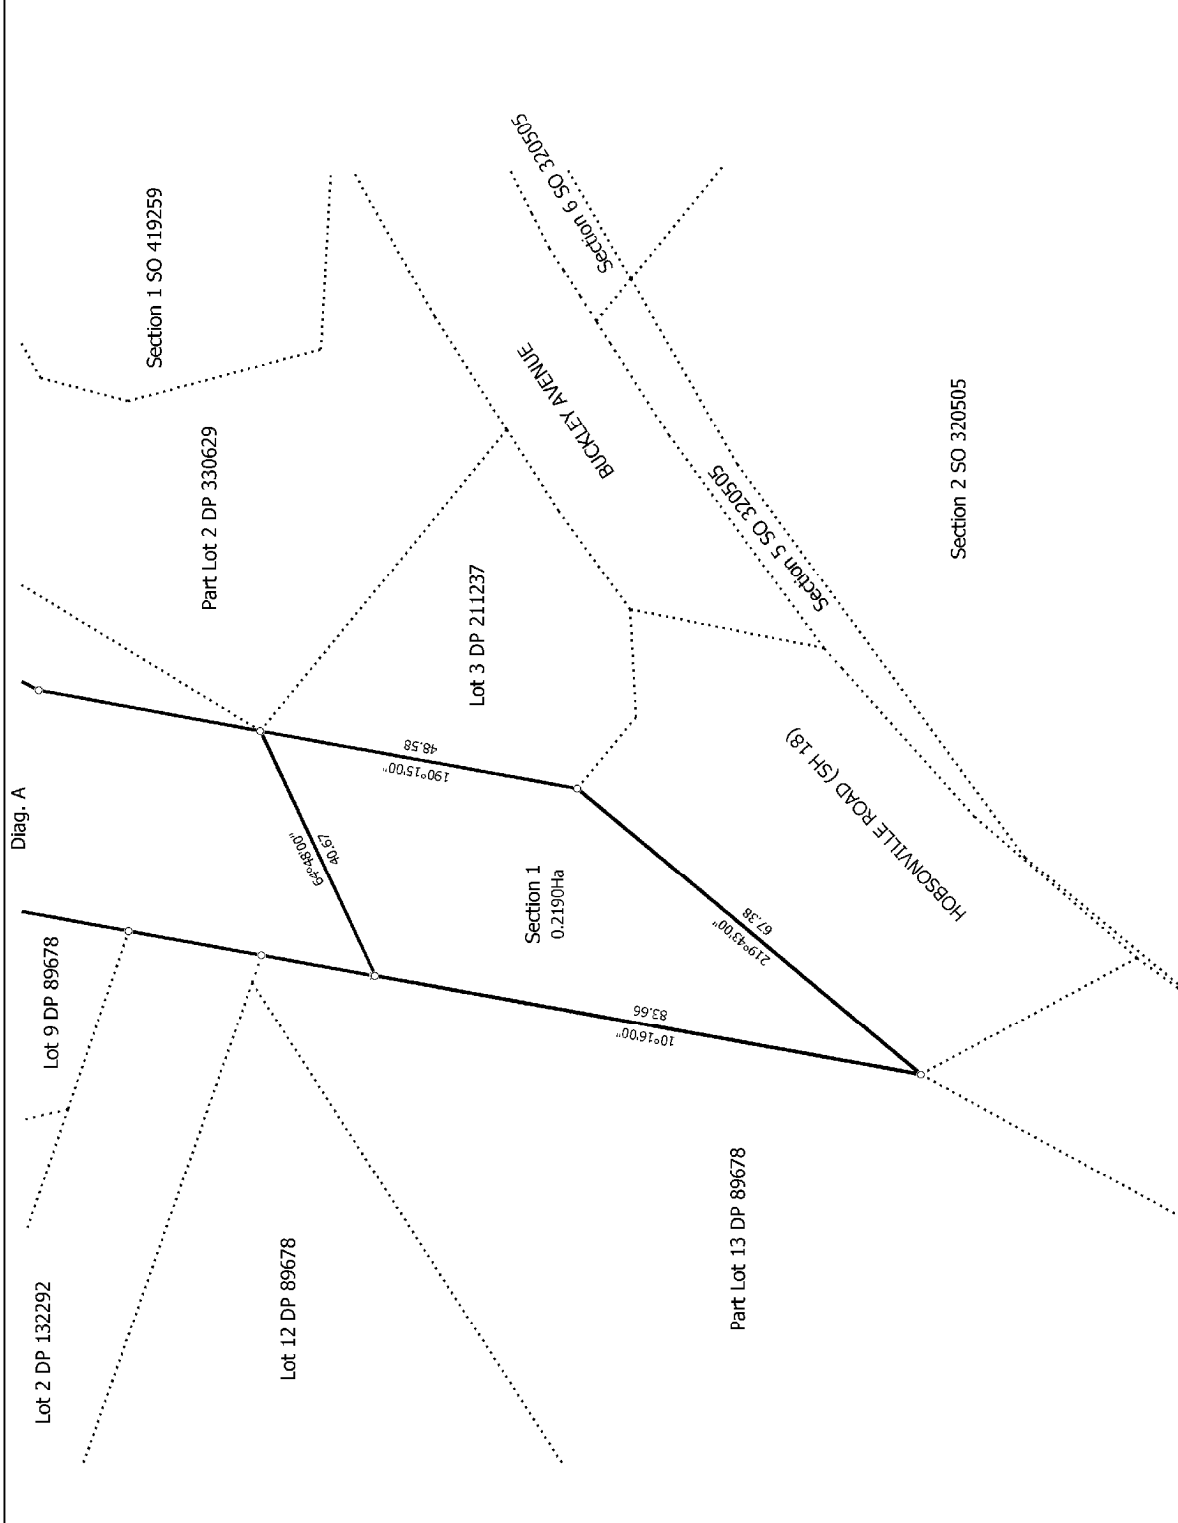 Diag. A
Section 1 SO 419259
Part Lot 2 DP 330629
Section 6 SO 320505
BUCKLEY AVENUE
Section 5 SO 320505
Section 2 SO 320505
Lot 3 DP 211237
48.58
190°15'00"
64°48'00"
40.67
Section 1
0.2190Ha
67.38
219°43'00"
HOBSONVILLE ROAD (SH 18)
83.66
10°16'00"
Lot 9 DP 89678
Lot 2 DP 132292
Lot 12 DP 89678
Part Lot 13 DP 89678